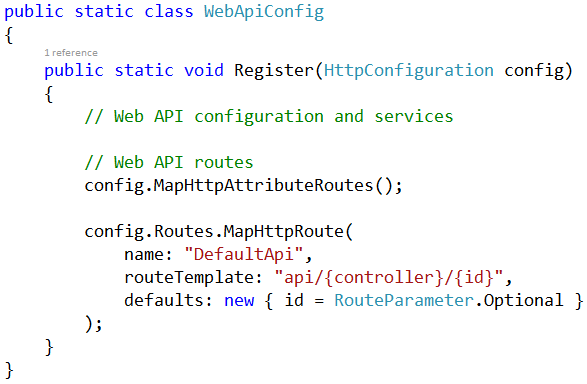 public static class WebApiConfig
{
1 reference
public static void Register(HttpConfiguration config)
{
// Web API configuration and services
// Web API routes
config.MapHttpAttributeRoutes();
config.Routes.MapHttpRoute(
name: "DefaultApi",
routeTemplate: "api/{controller}/{id}",
defaults: new { id = RouteParameter.Optional }
);
}
}